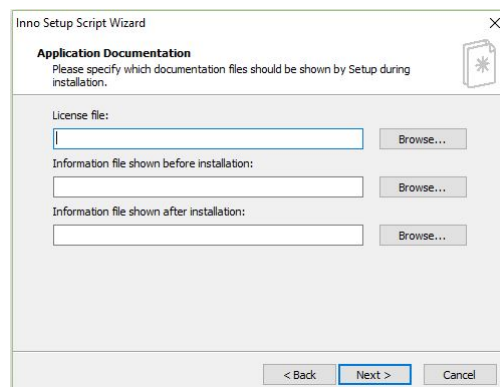 Inno Setup Script Wizard
Application Documentation
Please specify which documentation files should be shown by Setup during
installation.
License file:
Browse...
Information file shown before installation:
Browse...
Information file shown after installation:
Browse...
< Back
Next >
Cancel